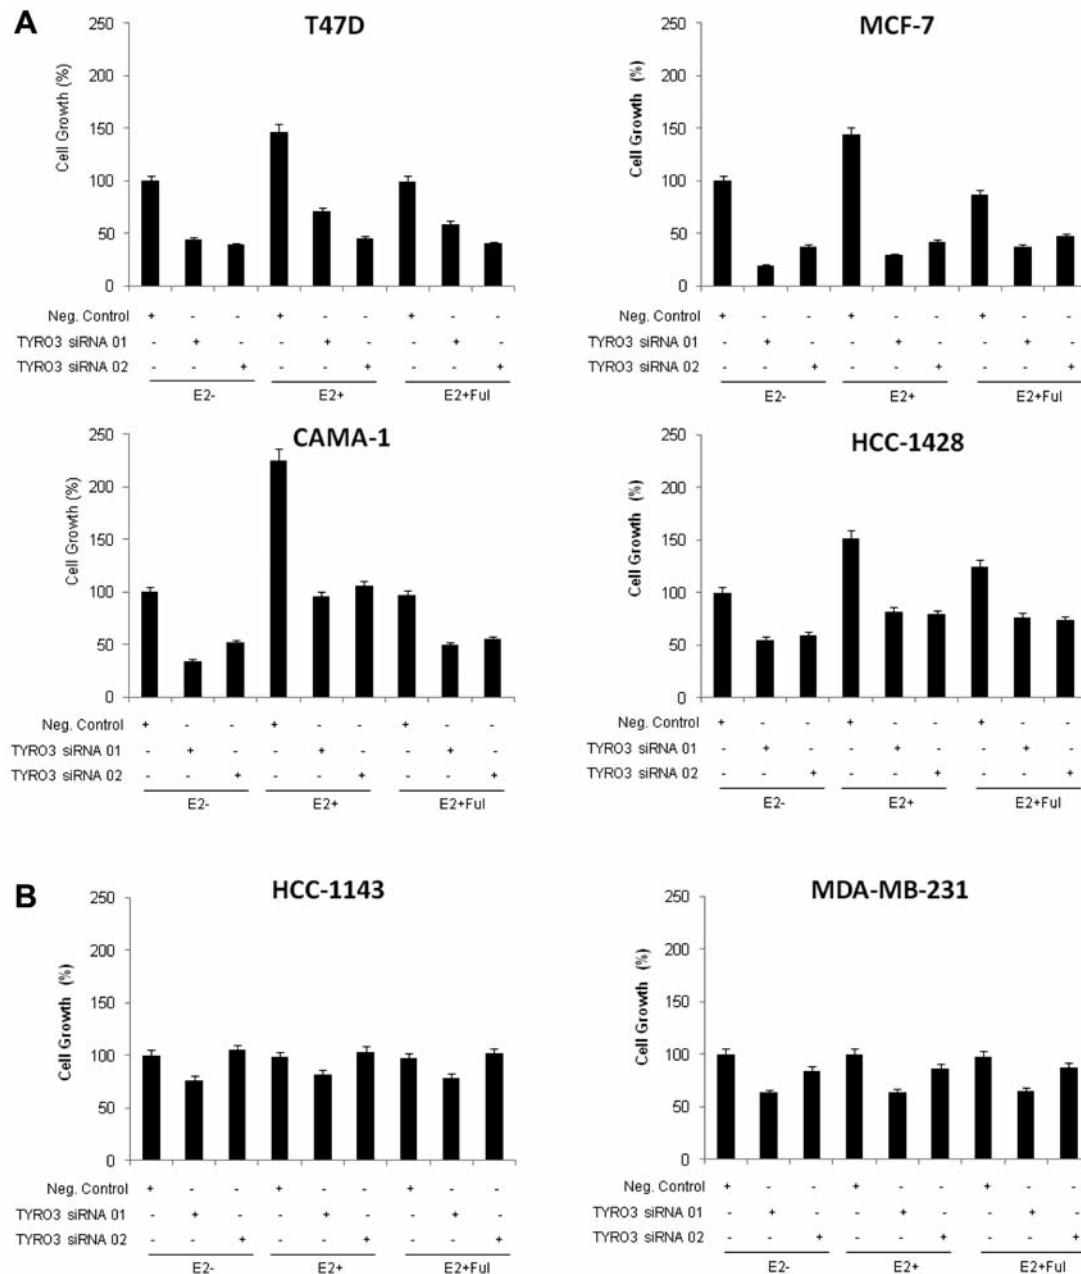 A
T47D
Cell Growth (%)
250
200
150
100
50
0
Neg. Control + - - + - - + - -
TYRO3 siRNA 01 - + - - + - - + -
TYRO3 siRNA 02 - - + - - + - - +
E2- E2+ E2+Ful
MCF-7
Cell Growth (%)
250
200
150
100
50
0
Neg. Control + - - + - - + - -
TYRO3 siRNA 01 - + - - + - - + -
TYRO3 siRNA 02 - - + - - + - - +
E2- E2+ E2+Ful
CAMA-1
Cell Growth (%)
250
200
150
100
50
0
Neg. Control + - - + - - + - -
TYRO3 siRNA 01 - + - - + - - + -
TYRO3 siRNA 02 - - + - - + - - +
E2- E2+ E2+Ful
HCC-1428
Cell Growth (%)
250
200
150
100
50
0
Neg. Control + - - + - - + - -
TYRO3 siRNA 01 - + - - + - - + -
TYRO3 siRNA 02 - - + - - + - - +
E2- E2+ E2+Ful
B
HCC-1143
Cell Growth (%)
250
200
150
100
50
0
Neg. Control + - - + - - + - -
TYRO3 siRNA 01 - + - - + - - + -
TYRO3 siRNA 02 - - + - - + - - +
E2- E2+ E2+Ful
MDA-MB-231
Cell Growth (%)
250
200
150
100
50
0
Neg. Control + - - + - - + - -
TYRO3 siRNA 01 - + - - + - - + -
TYRO3 siRNA 02 - - + - - + - - +
E2- E2+ E2+Ful